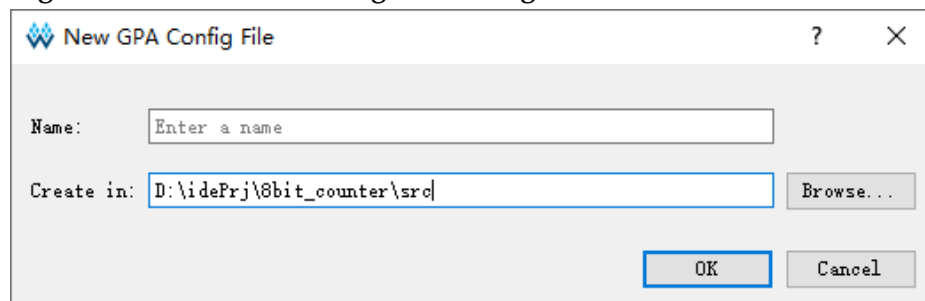 New GPA Config File ? ×
Name: Enter a name
Create in: D:\idePrj\8bit_counter\src Browse...
OK Cancel